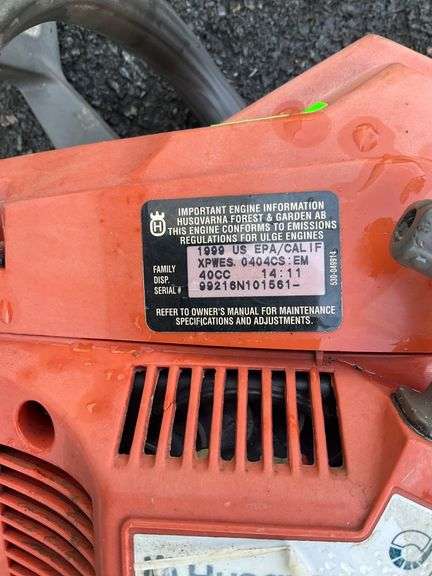 IMPORTANT ENGINE INFORMATION
HUSQVARNA FOREST & GARDEN AB
THIS ENGINE CONFORMS TO EMISSIONS
REGULATIONS FOR ULGE ENGINES
1999 US EPA/CALIF
FAMILY XPWES. 0404CS:EM
DISP. 40CC 14:11
SERIAL # 99216N101561-
REFER TO OWNER'S MANUAL FOR MAINTENANCE
SPECIFICATIONS AND ADJUSTMENTS.
530-049914
H